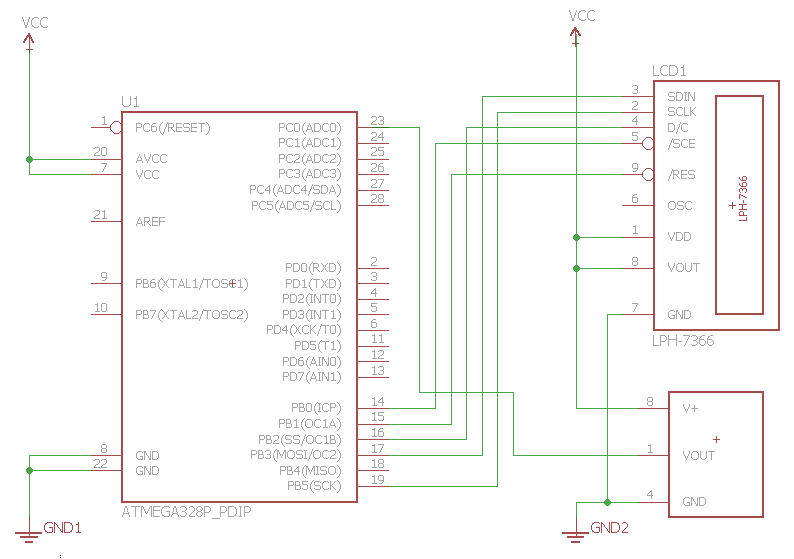 VCC
VCC
U1
LCD1
1 PC6(/RESET)
20 AVCC
7 VCC
21 AREF
9 PB6(XTAL1/TOSC1)
10 PB7(XTAL2/TOSC2)
8 GND
22 GND
PC0(ADC0) 23
PC1(ADC1) 24
PC2(ADC2) 25
PC3(ADC3) 26
PC4(ADC4/SDA) 27
PC5(ADC5/SCL) 28
PD0(RXD) 2
PD1(TXD) 3
PD2(INT0) 4
PD3(INT1) 5
PD4(XCK/T0) 6
PD5(T1) 11
PD6(AIN0) 12
PD7(AIN1) 13
PB0(ICP) 14
PB1(OC1A) 15
PB2(SS/OC1B) 16
PB3(MOSI/OC2) 17
PB4(MISO) 18
PB5(SCK) 19
ATMEGA328P_PDIP
GND1
3 SDIN
2 SCLK
4 D/C
5 /SCE
9 /RES
6 OSC
1 VDD
8 VOUT
7 GND
LPH-7366
LPH-7366
8 V+
1 VOUT
4 GND
GND2